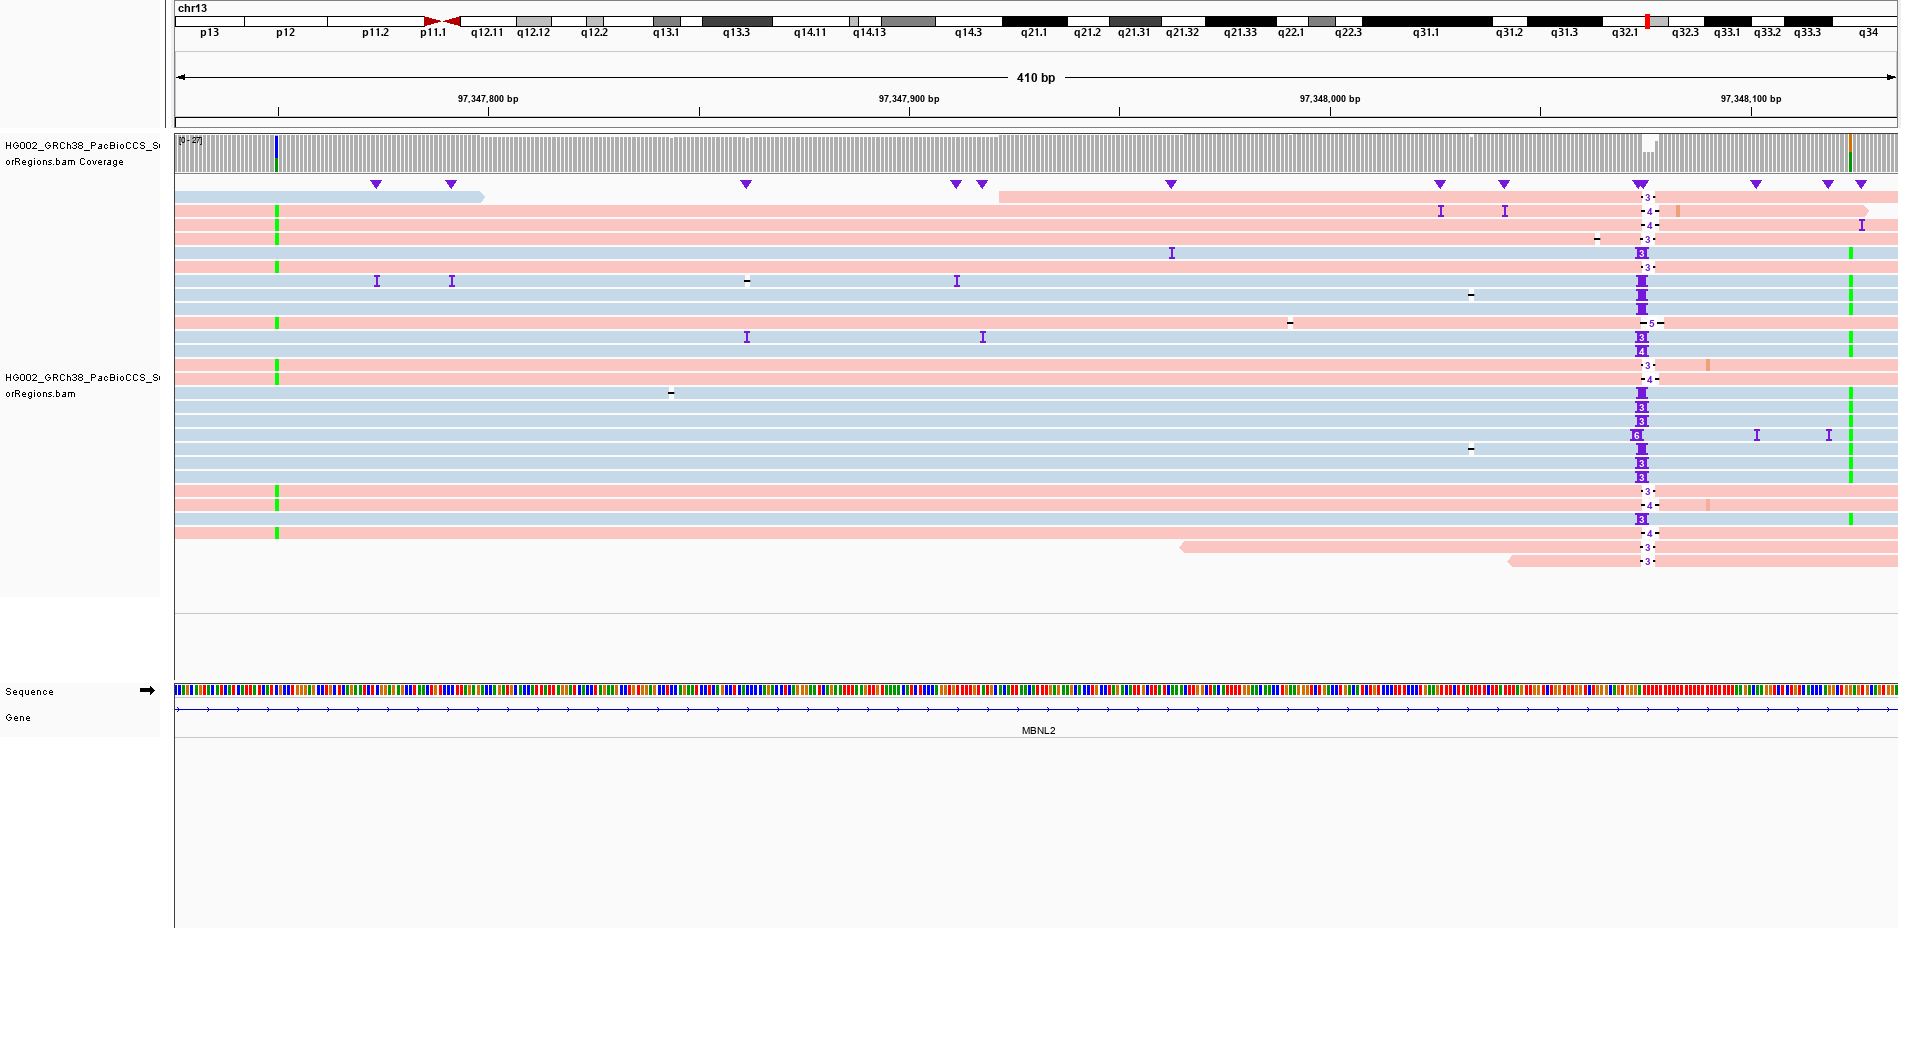 chr13
p13 p12 p11.2 p11.1 q12.11 q12.12 q12.2 q13.1 q13.3 q14.11 q14.13 q14.3 q21.1 q21.2 q21.31 q21.32 q21.33 q22.1 q22.3 q31.1 q31.2 q31.3 q32.1 q32.3 q33.1 q33.2 q33.3 q34
410 bp
97,347,800 bp 97,347,900 bp 97,348,000 bp 97,348,100 bp
HG002_GRCh38_PacBioCCS_S
orRegions.bam Coverage
[0 - 27]
3
4
4
3
3
3
5
3
4
3
4
HG002_GRCh38_PacBioCCS_S
orRegions.bam
3
3
6
3
3
3
4
3
4
3
3
Sequence
Gene
MBNL2